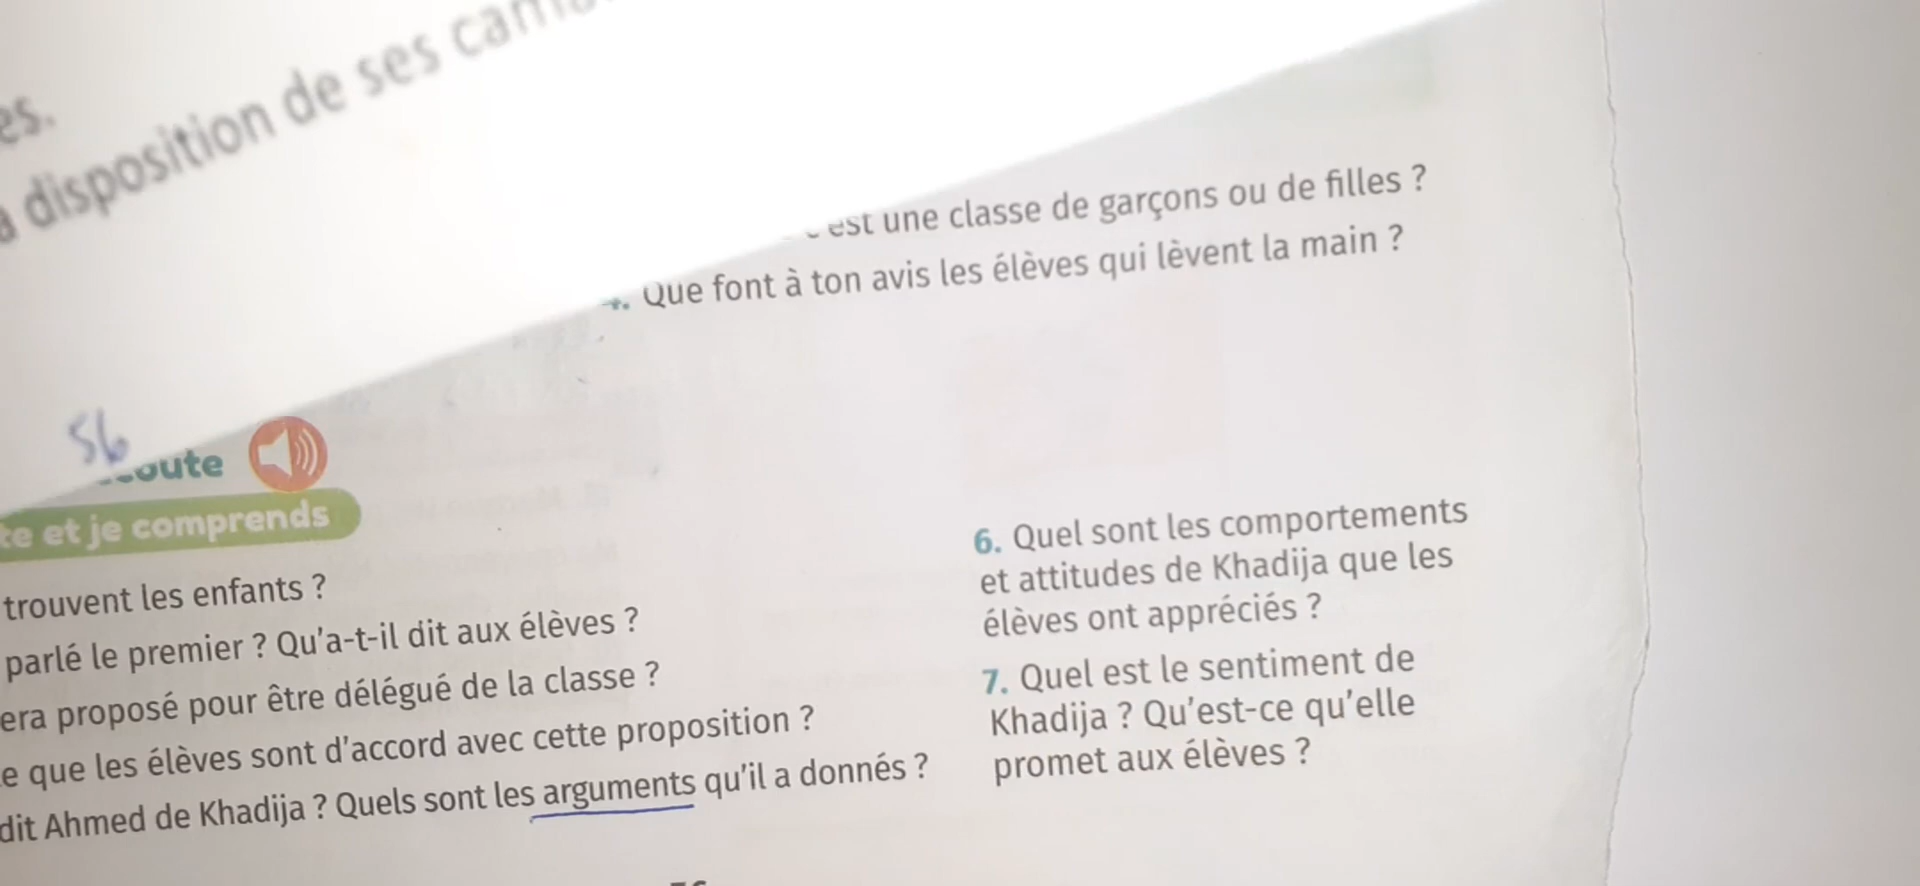 es.
disposition de ses
est une classe de garçons ou de filles ?
4. Que font à ton avis les élèves qui lèvent la main ?
56
oute
te et je comprends
trouvent les enfants ?
parlé le premier ? Qu'a-t-il dit aux élèves ?
era proposé pour être délégué de la classe ?
e que les élèves sont d'accord avec cette proposition ?
dit Ahmed de Khadija ? Quels sont les arguments qu'il a donnés ?
6. Quel sont les comportements
et attitudes de Khadija que les
élèves ont appréciés ?
7. Quel est le sentiment de
Khadija ? Qu'est-ce qu'elle
promet aux élèves ?